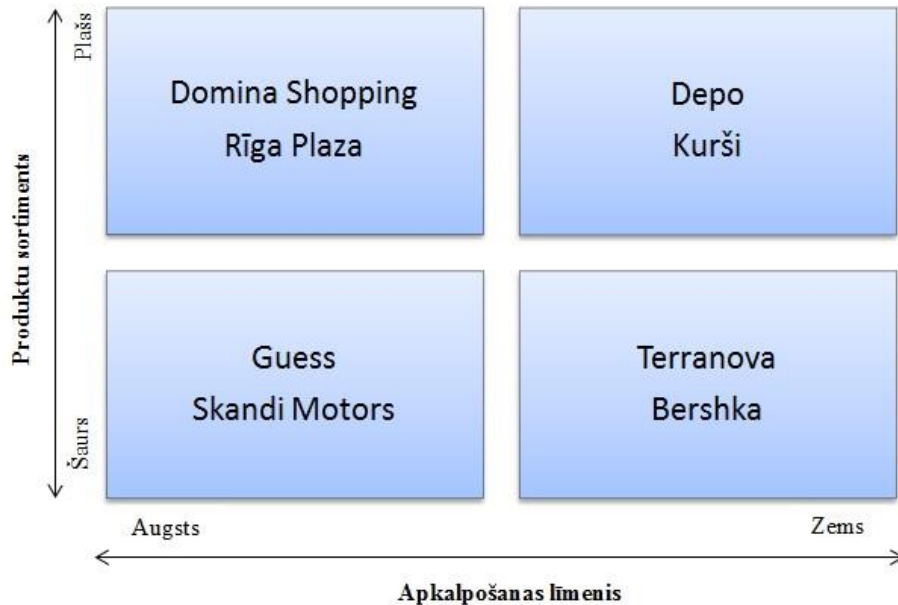 Plašs
Domina Shopping
Rīga Plaza
Depo
Kurši
Produktu sortiments
Guess
Skandi Motors
Terranova
Bershka
Šaurs
Augsts
Zems
Apkalpošanas līmenis